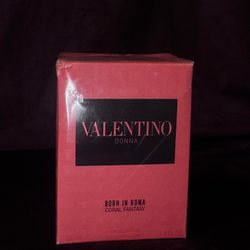 VALENTINO
DONNA
BORN IN ROMA
CORAL FANTASY